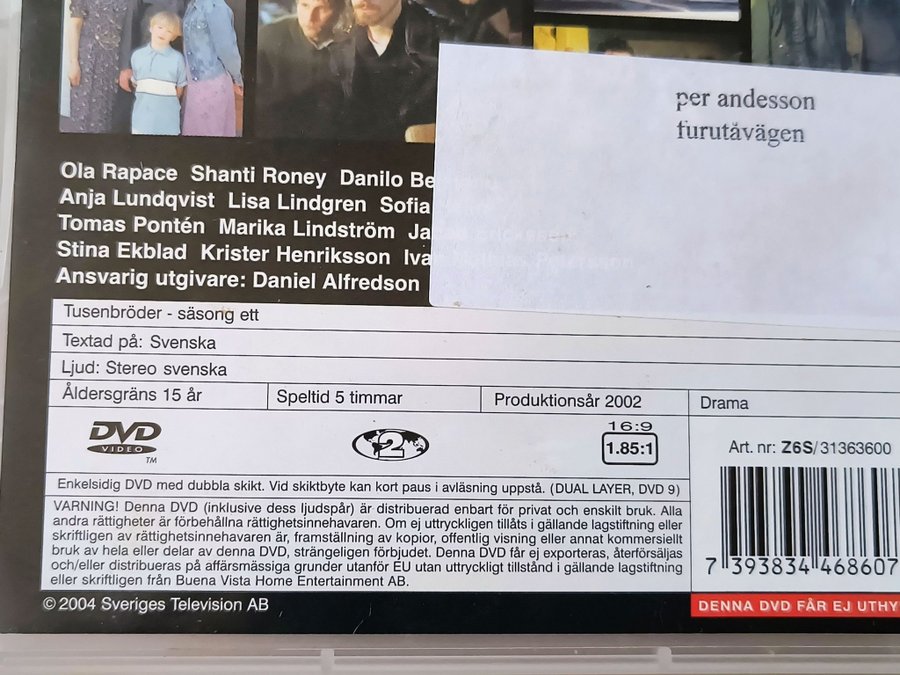 per andesson
furutåvägen
Ola Rapace Shanti Roney Danilo Be
Anja Lundqvist Lisa Lindgren Sofia
Tomas Pontén Marika Lindström Ja
Stina Ekblad Krister Henriksson Iva
Ansvarig utgivare: Daniel Alfredson
Tusenbröder - säsong ett
Textad på: Svenska
Ljud: Stereo svenska
Åldersgräns 15 år Speltid 5 timmar Produktionsår 2002 Drama
DVD
VIDEO
TM
2
16:9
1.85:1
Art. nr: Z6S/31363600
Enkelsidig DVD med dubbla skikt. Vid skiktbyte kan kort paus i avläsning uppstå. (DUAL LAYER, DVD 9)
VARNING! Denna DVD (inklusive dess ljudspår) är distribuerad enbart för privat och enskilt bruk. Alla
andra rättigheter är förbehållna rättighetsinnehavaren. Om ej uttryckligen tillåts i gällande lagstiftning eller
skriftligen av rättighetsinnehavaren är, framställning av kopior, offentlig visning eller annat kommersiellt
bruk av hela eller delar av denna DVD, strängeligen förbjudet. Denna DVD får ej exporteras, återförsäljas
och/eller distribueras på affärsmässiga grunder utanför EU utan uttryckligt tillstånd i gällande lagstiftning
eller skriftligen från Buena Vista Home Entertainment AB.
7 393834 468607
© 2004 Sveriges Television AB
DENNA DVD FÅR EJ UTHY